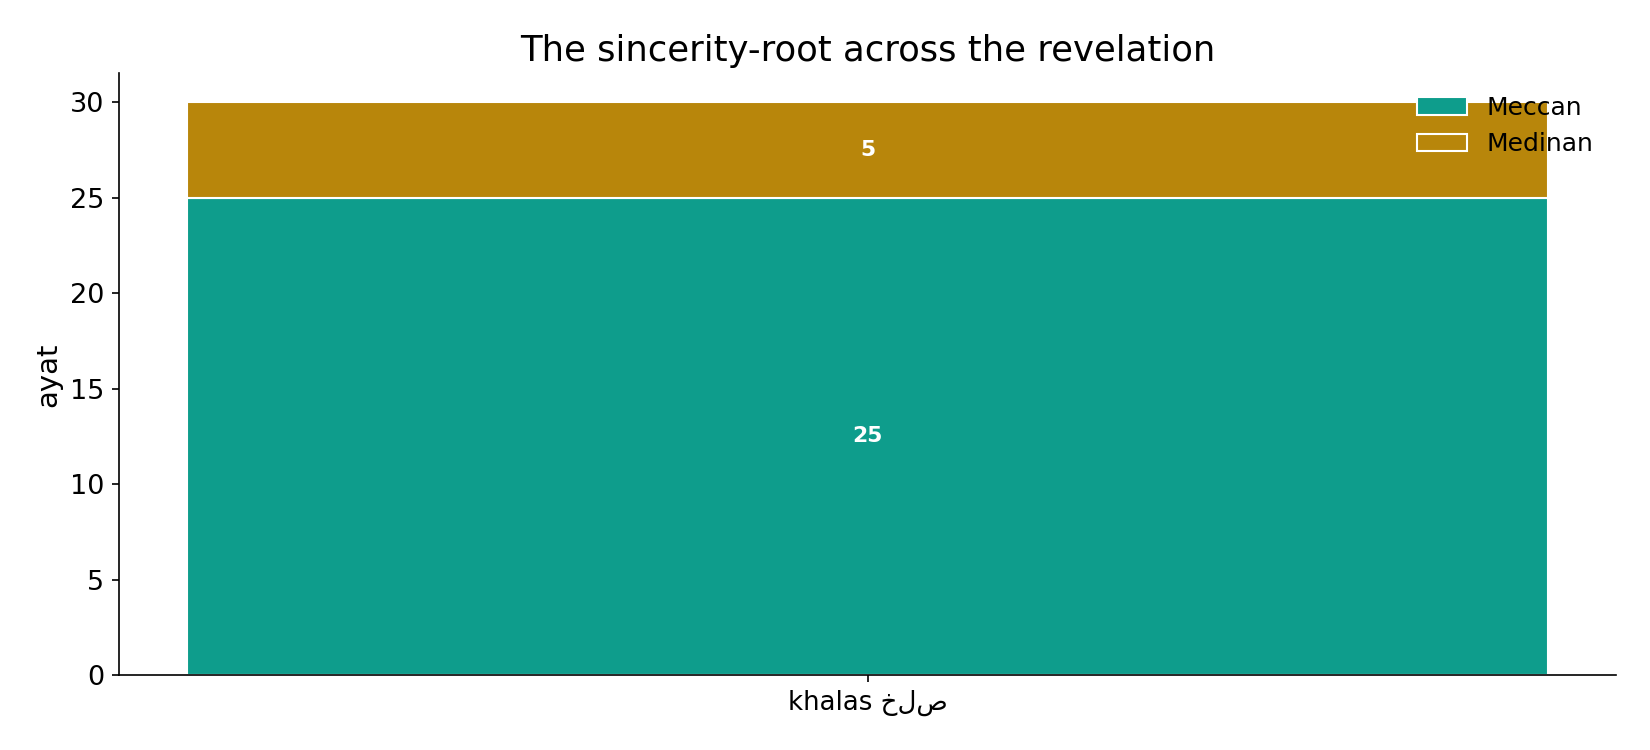 The sincerity-root across the revelation
30
25
20
15
10
5
0
ayat
5
25
Meccan
Medinan
khalas خلص